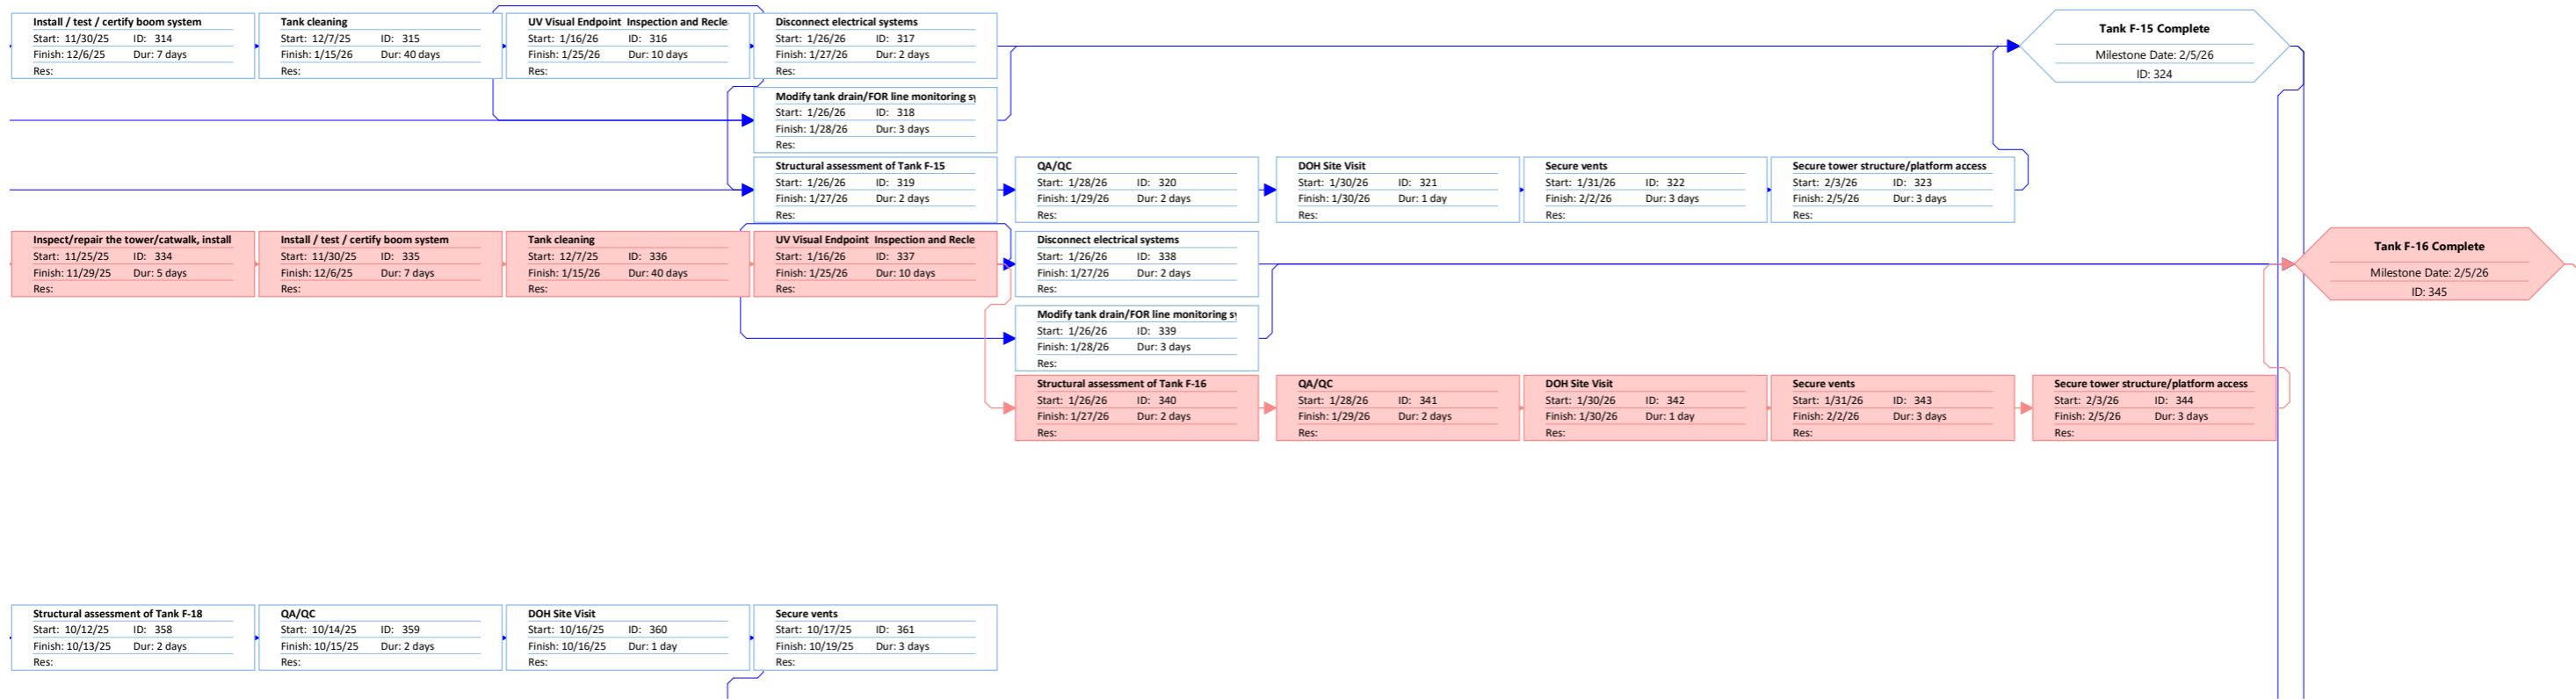 Install / test / certify boom system
Start: 11/30/25 ID: 314
Finish: 12/6/25 Dur: 7 days
Res:
Tank cleaning
Start: 12/7/25 ID: 315
Finish: 1/15/26 Dur: 40 days
Res:
UV Visual Endpoint Inspection and Recle
Start: 1/16/26 ID: 316
Finish: 1/25/26 Dur: 10 days
Res:
Disconnect electrical systems
Start: 1/26/26 ID: 317
Finish: 1/27/26 Dur: 2 days
Res:
Tank F-15 Complete
Milestone Date: 2/5/26
ID: 324
Modify tank drain/FOR line monitoring sy
Start: 1/26/26 ID: 318
Finish: 1/28/26 Dur: 3 days
Res:
Structural assessment of Tank F-15
Start: 1/26/26 ID: 319
Finish: 1/27/26 Dur: 2 days
Res:
QA/QC
Start: 1/28/26 ID: 320
Finish: 1/29/26 Dur: 2 days
Res:
DOH Site Visit
Start: 1/30/26 ID: 321
Finish: 1/30/26 Dur: 1 day
Res:
Secure vents
Start: 1/31/26 ID: 322
Finish: 2/2/26 Dur: 3 days
Res:
Secure tower structure/platform access
Start: 2/3/26 ID: 323
Finish: 2/5/26 Dur: 3 days
Res:
Inspect/repair the tower/catwalk, install
Start: 11/25/25 ID: 334
Finish: 11/29/25 Dur: 5 days
Res:
Install / test / certify boom system
Start: 11/30/25 ID: 335
Finish: 12/6/25 Dur: 7 days
Res:
Tank cleaning
Start: 12/7/25 ID: 336
Finish: 1/15/26 Dur: 40 days
Res:
UV Visual Endpoint Inspection and Recle
Start: 1/16/26 ID: 337
Finish: 1/25/26 Dur: 10 days
Res:
Disconnect electrical systems
Start: 1/26/26 ID: 338
Finish: 1/27/26 Dur: 2 days
Res:
Tank F-16 Complete
Milestone Date: 2/5/26
ID: 345
Modify tank drain/FOR line monitoring sy
Start: 1/26/26 ID: 339
Finish: 1/28/26 Dur: 3 days
Res:
Structural assessment of Tank F-16
Start: 1/26/26 ID: 340
Finish: 1/27/26 Dur: 2 days
Res:
QA/QC
Start: 1/28/26 ID: 341
Finish: 1/29/26 Dur: 2 days
Res:
DOH Site Visit
Start: 1/30/26 ID: 342
Finish: 1/30/26 Dur: 1 day
Res:
Secure vents
Start: 1/31/26 ID: 343
Finish: 2/2/26 Dur: 3 days
Res:
Secure tower structure/platform access
Start: 2/3/26 ID: 344
Finish: 2/5/26 Dur: 3 days
Res:
Structural assessment of Tank F-18
Start: 10/12/25 ID: 358
Finish: 10/13/25 Dur: 2 days
Res:
QA/QC
Start: 10/14/25 ID: 359
Finish: 10/15/25 Dur: 2 days
Res:
DOH Site Visit
Start: 10/16/25 ID: 360
Finish: 10/16/25 Dur: 1 day
Res:
Secure vents
Start: 10/17/25 ID: 361
Finish: 10/19/25 Dur: 3 days
Res: